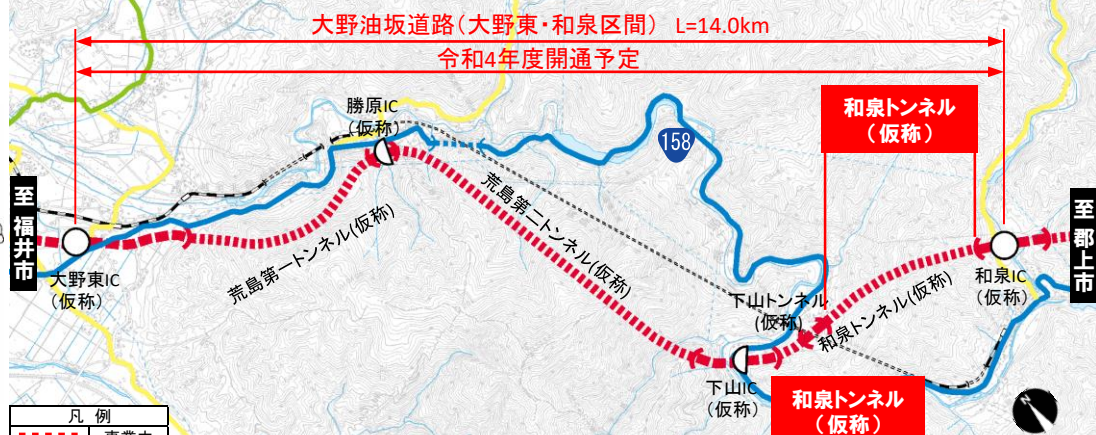 大野油坂道路(大野東・和泉区間) L=14.0km
令和4年度開通予定
勝原IC
(仮称)
158
和泉トンネル
(仮称)
至福井市
大野東IC
(仮称)
荒島第一トンネル(仮称)
荒島第二トンネル(仮称)
下山トンネル
(仮称)
和泉トンネル(仮称)
和泉IC
(仮称)
至郡上市
下山IC
(仮称)
和泉トンネル
(仮称)
N
凡 例
事業中